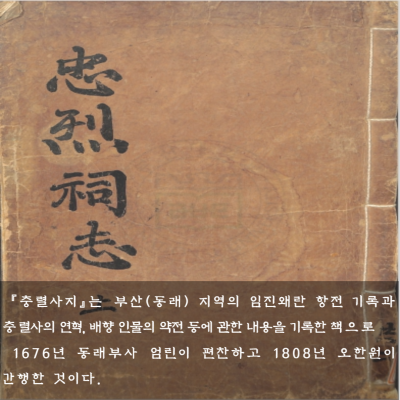 忠烈祠志 上
『충렬사지』는 부산(동래) 지역의 임진왜란 항전 기록과
충렬사의 연혁, 배향 인물의 약전 등에 관한 내용을 기록한 책으로
1676년 동래부사 엄린이 편찬하고 1808년 오한원이
간행한 것이다.